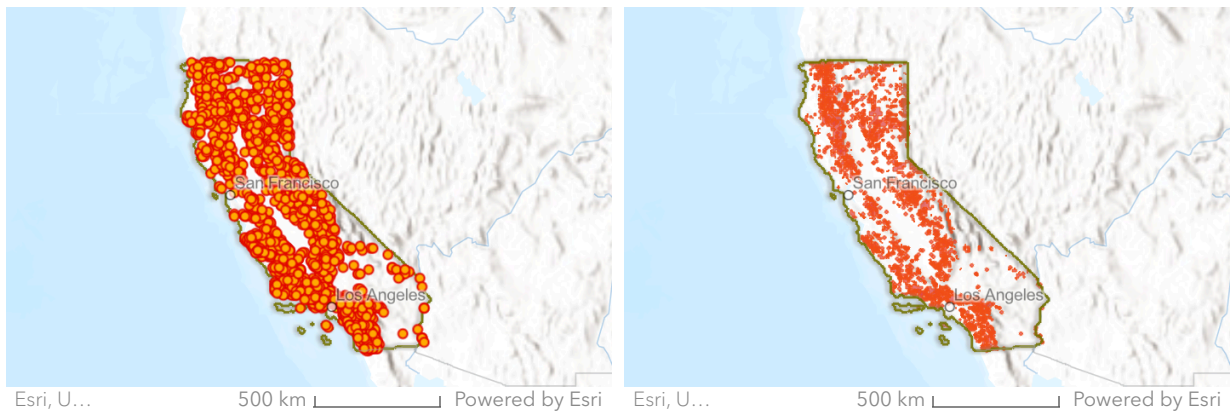 San Francisco
Los Angeles
Esri, U…
500 km
Powered by Esri
San Francisco
Los Angeles
Esri, U…
500 km
Powered by Esri